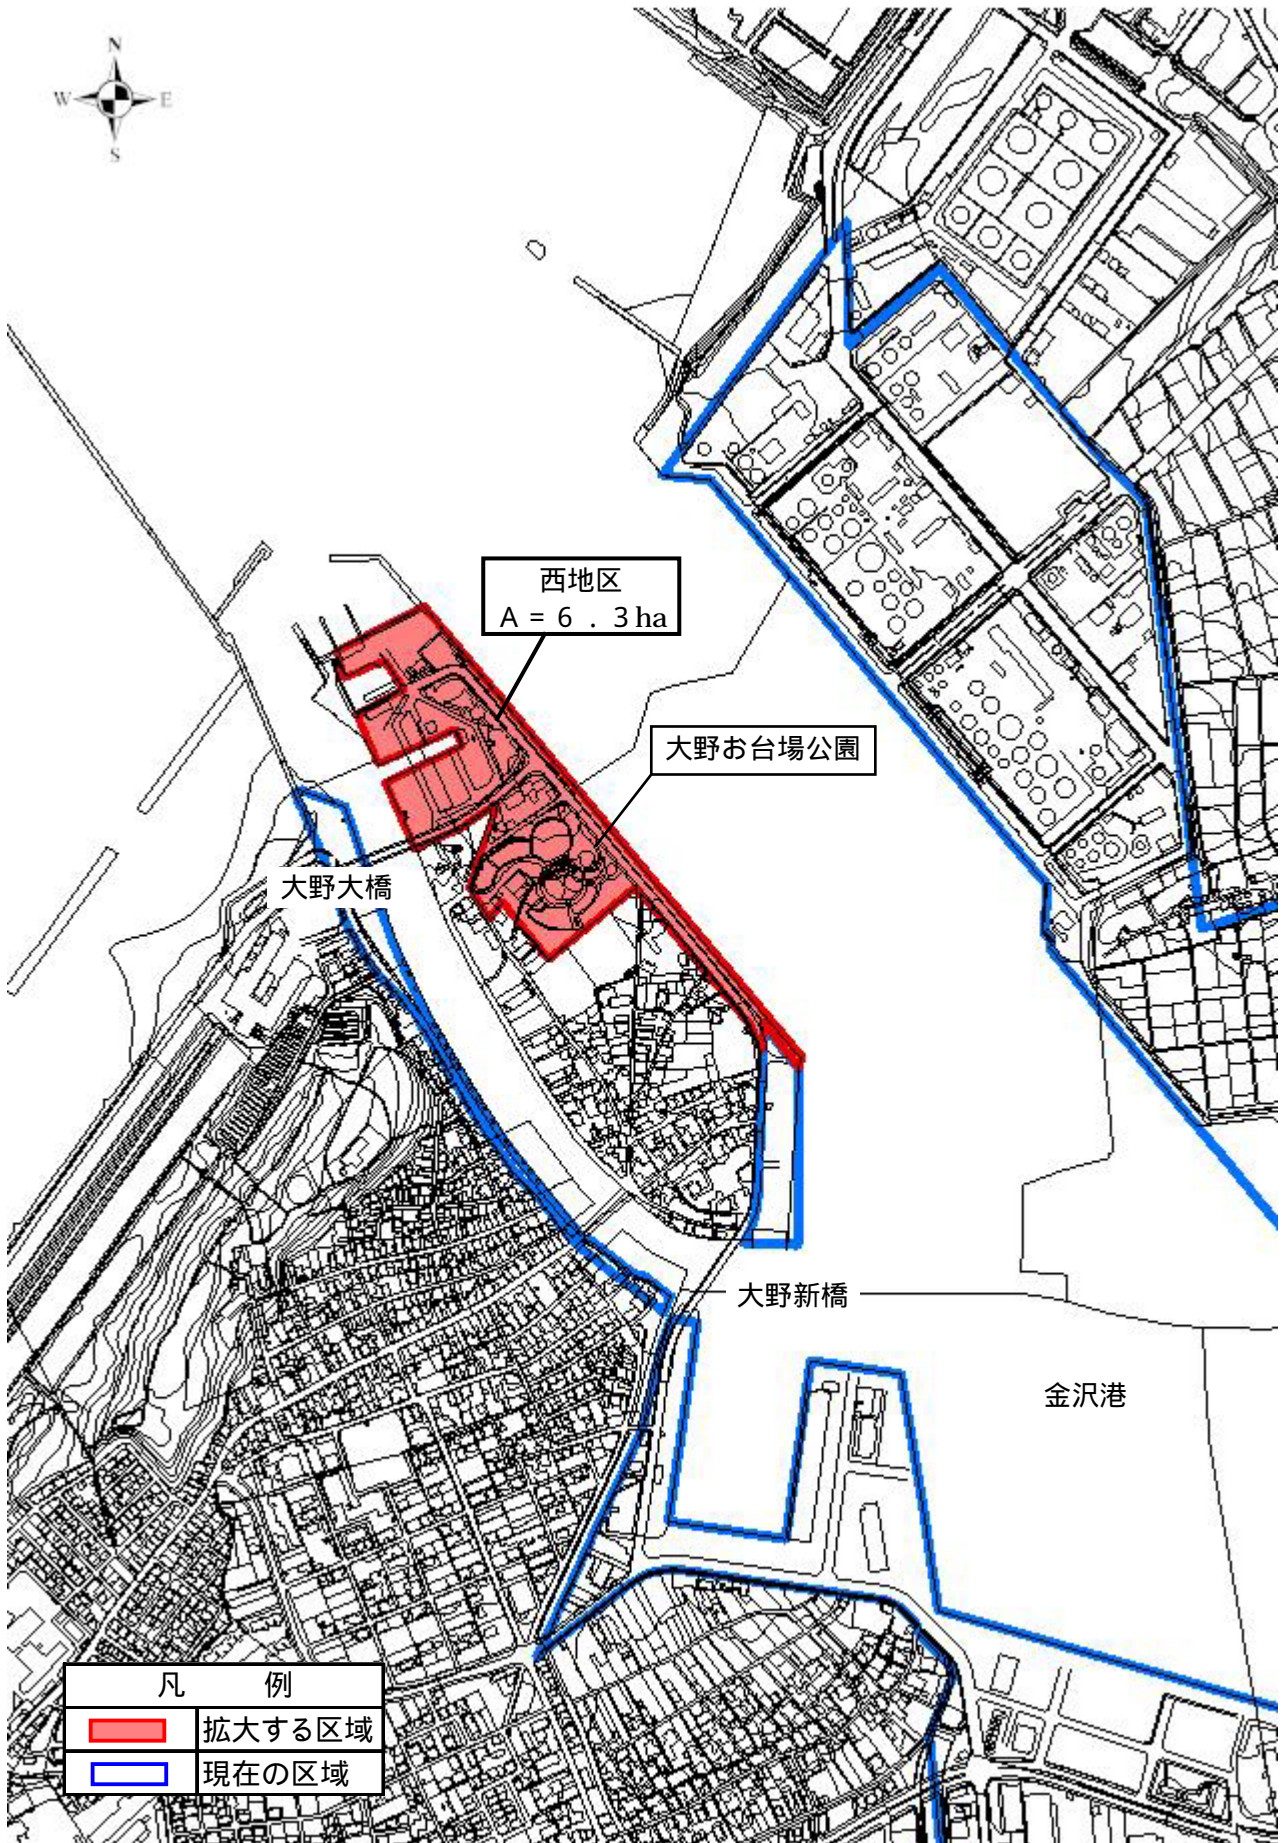 N
W E
S
西地区
A = 6 . 3 ha
大野お台場公園
大野大橋
大野新橋
金沢港
凡 例
拡大する区域
現在の区域